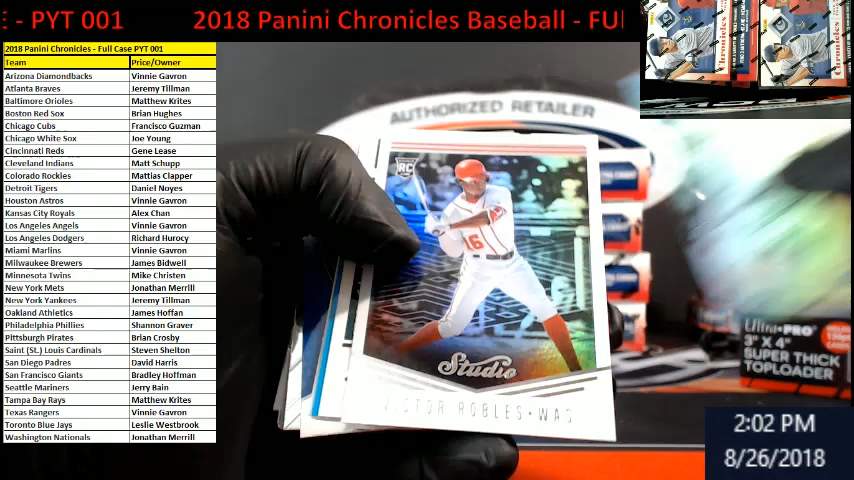 E - PYT 001 2018 Panini Chronicles Baseball - FUl
2018 Panini Chronicles - Full Case PYT 001
Team Price/Owner
Arizona Diamondbacks Vinnie Gavron
Atlanta Braves Jeremy Tillman
Baltimore Orioles Matthew Krites
Boston Red Sox Brian Hughes
Chicago Cubs Francisco Guzman
Chicago White Sox Joe Young
Cincinnati Reds Gene Lease
Cleveland Indians Matt Schupp
Colorado Rockies Mattias Clapper
Detroit Tigers Daniel Noyes
Houston Astros Vinnie Gavron
Kansas City Royals Alex Chan
Los Angeles Angels Vinnie Gavron
Los Angeles Dodgers Richard Hurocy
Miami Marlins Vinnie Gavron
Milwaukee Brewers James Bidwell
Minnesota Twins Mike Christen
New York Mets Jonathan Merrill
New York Yankees Jeremy Tillman
Oakland Athletics James Hoffan
Philadelphia Phillies Shannon Graver
Pittsburgh Pirates Brian Crosby
Saint (St.) Louis Cardinals Steven Shelton
San Diego Padres David Harris
San Francisco Giants Bradley Hoffman
Seattle Mariners Jerry Bain
Tampa Bay Rays Matthew Krites
Texas Rangers Vinnie Gavron
Toronto Blue Jays Leslie Westbrook
Washington Nationals Jonathan Merrill
AUTHORIZED RETAILER
RC
16
Studio
VICTOR ROBLES • WAS
Chronicles
Chronicles
Ultra PRO
3" X 4"
SUPER THICK
TOPLOADER
2:02 PM
8/26/2018